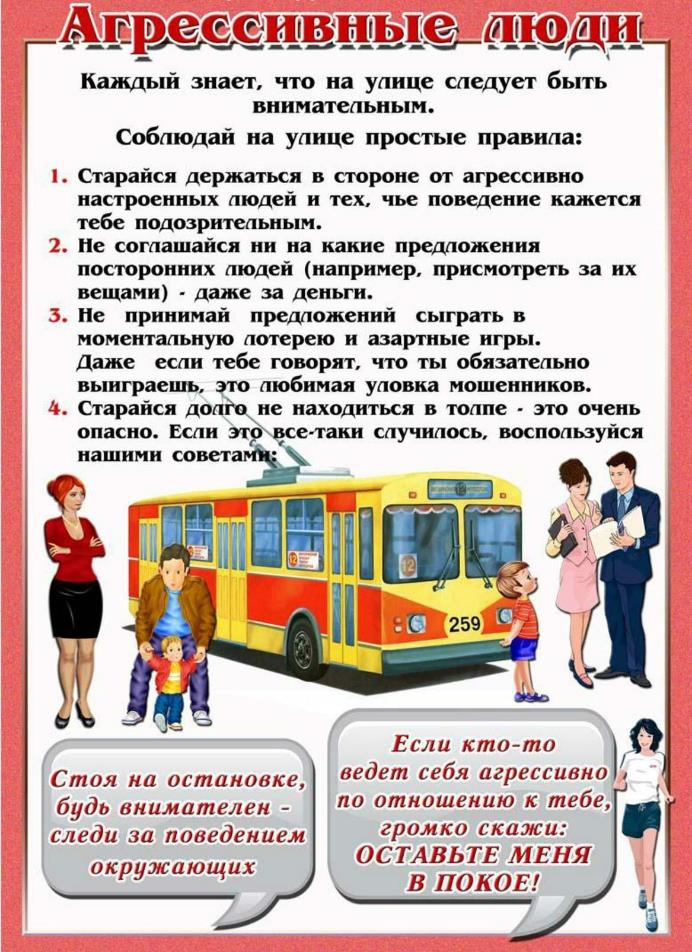 Агрессивные люди
Каждый знает, что на улице следует быть
внимательным.
Соблюдай на улице простые правила:
1. Старайся держаться в стороне от агрессивно
настроенных людей и тех, чье поведение кажется
тебе подозрительным.
2. Не соглашайся ни на какие предложения
посторонних людей (например, присмотреть за их
вещами) - даже за деньги.
3. Не принимай предложений сыграть в
моментальную лотерею и азартные игры.
Даже если тебе говорят, что ты обязательно
выиграешь, это любимая уловка мошенников.
4. Старайся долго не находиться в толпе - это очень
опасно. Если это все-таки случилось, воспользуйся
нашими советами:
12
12
12
259
Стоя на остановке,
будь внимателен -
следи за поведением
окружающих
Если кто-то
ведет себя агрессивно
по отношению к тебе,
громко скажи:
ОСТАВЬТЕ МЕНЯ
В ПОКОЕ!